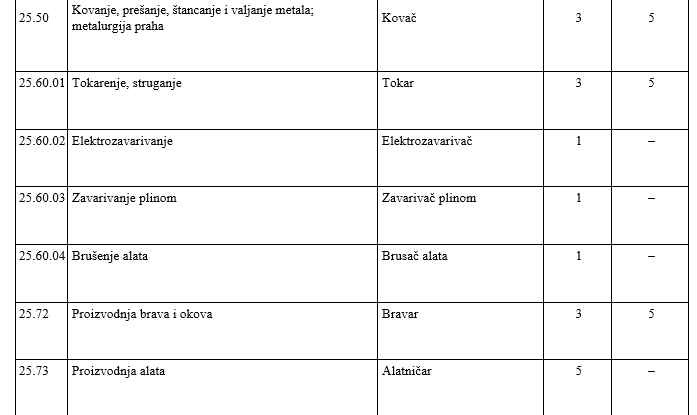 25.50 Kovanje, prešanje, štancanje i valjanje metala;
metalurgija praha Kovač 3 5
25.60.01 Tokarenje, struganje Tokar 3 5
25.60.02 Elektrozavarivanje Elektrozavarivač 1 –
25.60.03 Zavarivanje plinom Zavarivač plinom 1 –
25.60.04 Brušenje alata Brusač alata 1 –
25.72 Proizvodnja brava i okova Bravar 3 5
25.73 Proizvodnja alata Alatničar 5 –